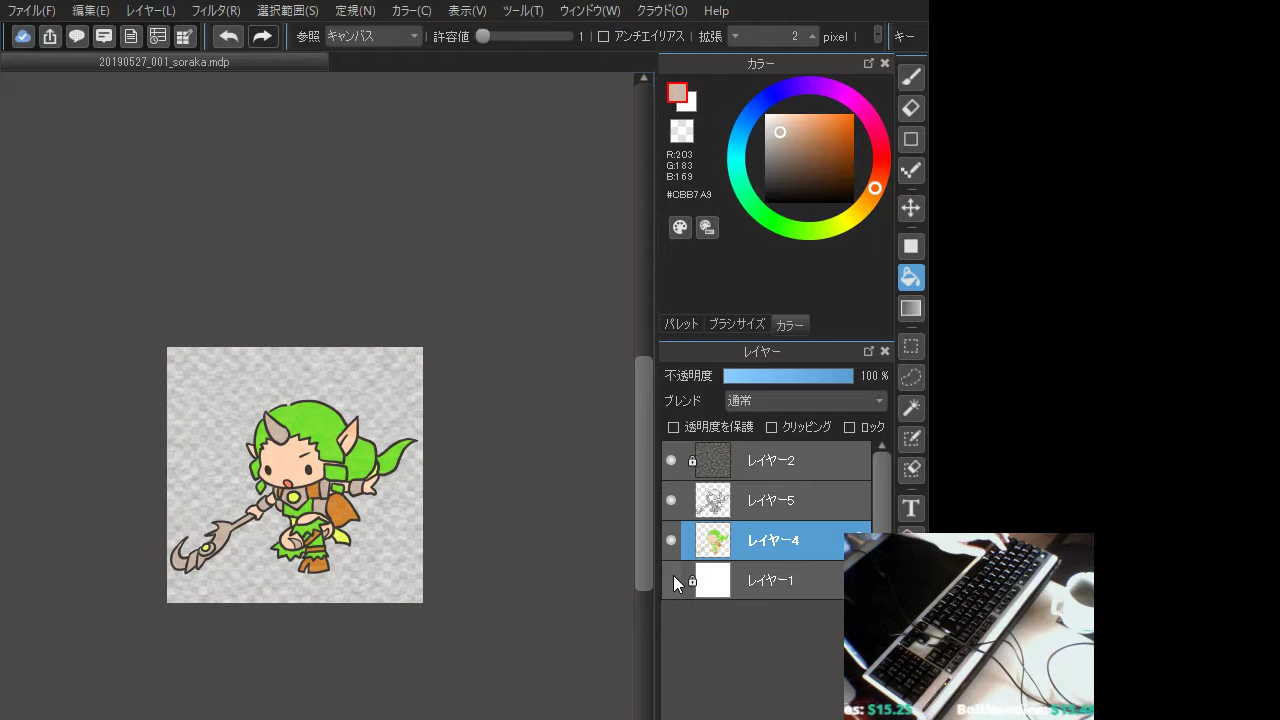 ファイル(F) 編集(E) レイヤー(L) フィルタ(R) 選択範囲(S) 定規(N) カラー(C) 表示(V) ツール(T) ウィンドウ(W) クラウド(O) Help
参照 キャンバス 許容値 1 アンチエイリアス 拡張 2 pixel キー
20190527_001_soraka.mdp
カラー
R:203
G:183
B:169
#CBB7A9
パレット ブラシサイズ カラー
レイヤー
不透明度 100 %
ブレンド 通常
透明度を保護 クリッピング ロック
レイヤー2
レイヤー5
レイヤー4
レイヤー1
T
es: $15.25